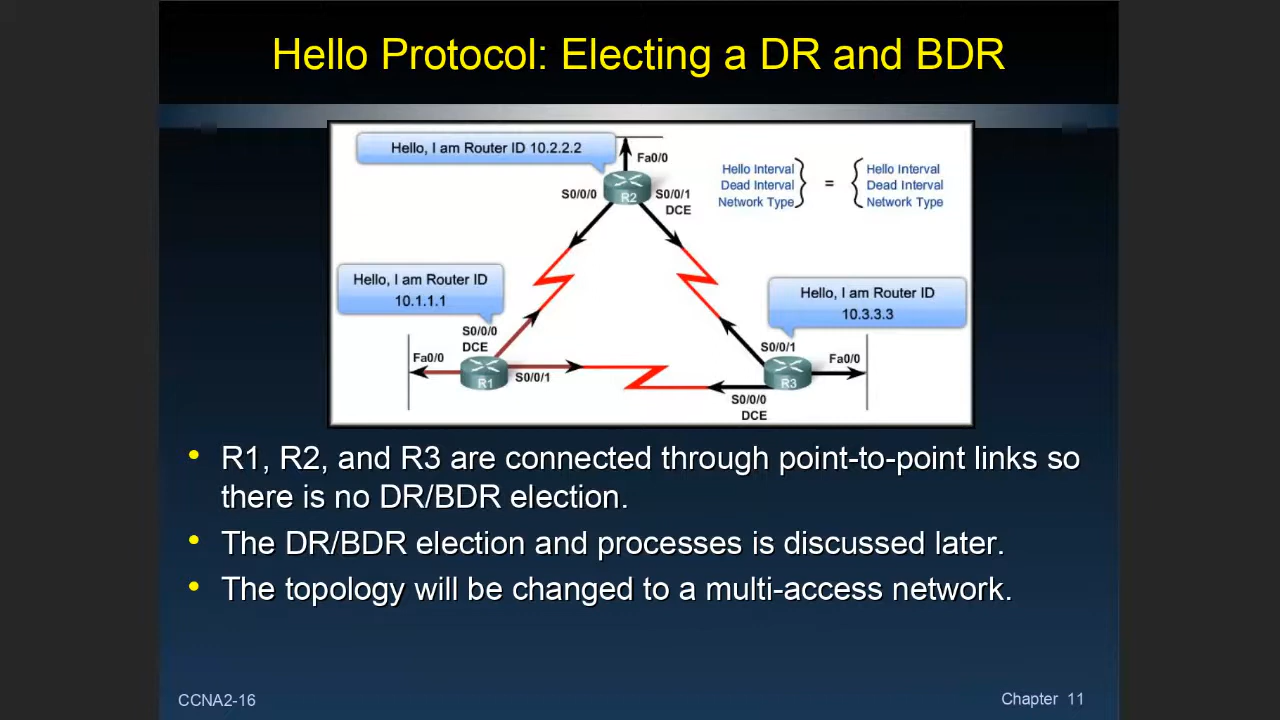 Hello Protocol: Electing a DR and BDR
Hello, I am Router ID 10.2.2.2
Fa0/0
R2
S0/0/0
S0/0/1
DCE
Hello Interval
Dead Interval
Network Type
=
Hello Interval
Dead Interval
Network Type
Hello, I am Router ID
10.1.1.1
Hello, I am Router ID
10.3.3.3
S0/0/0
DCE
Fa0/0
R1
S0/0/1
S0/0/1
Fa0/0
R3
S0/0/0
DCE
• R1, R2, and R3 are connected through point-to-point links so
there is no DR/BDR election.
• The DR/BDR election and processes is discussed later.
• The topology will be changed to a multi-access network.
CCNA2-16
Chapter 11